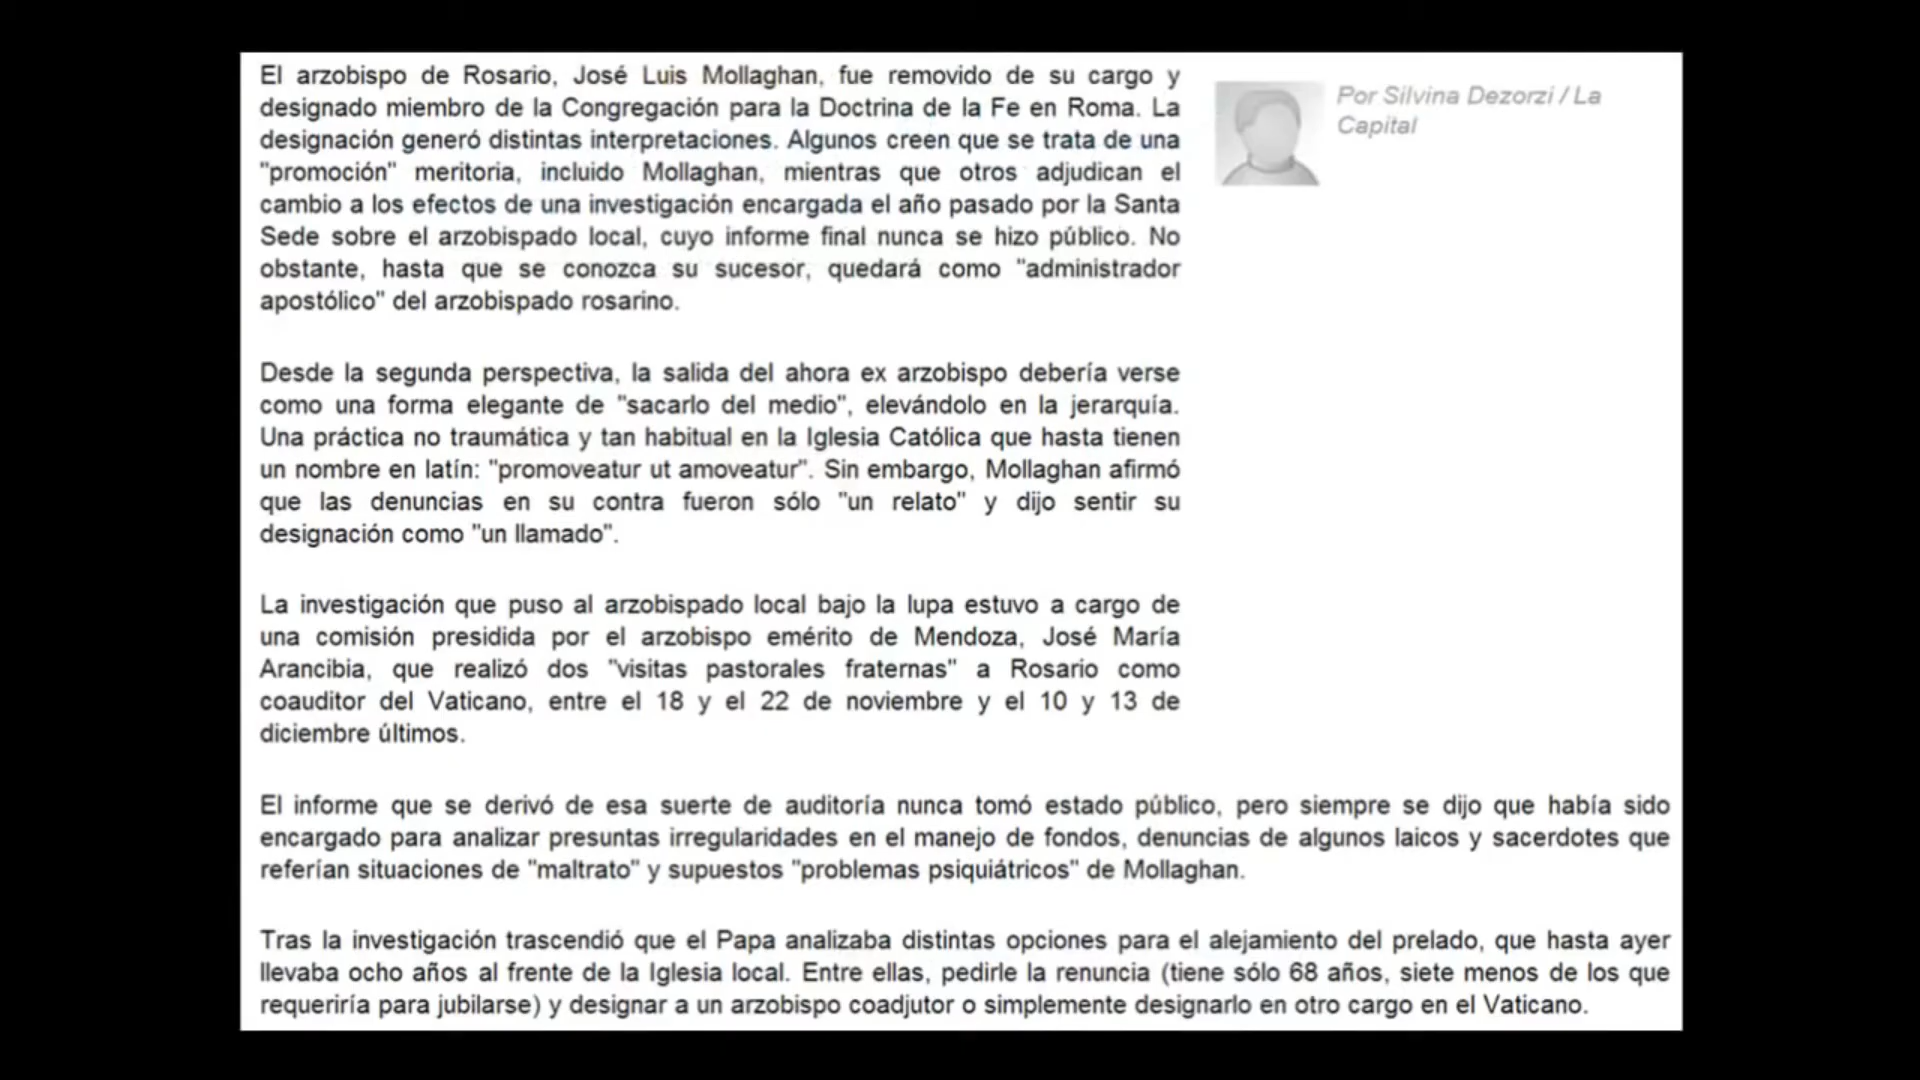 El arzobispo de Rosario, José Luis Mollaghan, fue removido de su cargo y
designado miembro de la Congregación para la Doctrina de la Fe en Roma. La
designación generó distintas interpretaciones. Algunos creen que se trata de una
"promoción" meritoria, incluido Mollaghan, mientras que otros adjudican el
cambio a los efectos de una investigación encargada el año pasado por la Santa
Sede sobre el arzobispado local, cuyo informe final nunca se hizo público. No
obstante, hasta que se conozca su sucesor, quedará como "administrador
apostólico" del arzobispado rosarino.
Desde la segunda perspectiva, la salida del ahora ex arzobispo debería verse
como una forma elegante de "sacarlo del medio", elevándolo en la jerarquía.
Una práctica no traumática y tan habitual en la Iglesia Católica que hasta tienen
un nombre en latín: "promoveatur ut amoveatur". Sin embargo, Mollaghan afirmó
que las denuncias en su contra fueron sólo "un relato" y dijo sentir su
designación como "un llamado".
La investigación que puso al arzobispado local bajo la lupa estuvo a cargo de
una comisión presidida por el arzobispo emérito de Mendoza, José María
Arancibia, que realizó dos "visitas pastorales fraternas" a Rosario como
coauditor del Vaticano, entre el 18 y el 22 de noviembre y el 10 y 13 de
diciembre últimos.
El informe que se derivó de esa suerte de auditoría nunca tomó estado público, pero siempre se dijo que había sido
encargado para analizar presuntas irregularidades en el manejo de fondos, denuncias de algunos laicos y sacerdotes que
referían situaciones de "maltrato" y supuestos "problemas psiquiátricos" de Mollaghan.
Tras la investigación trascendió que el Papa analizaba distintas opciones para el alejamiento del prelado, que hasta ayer
llevaba ocho años al frente de la Iglesia local. Entre ellas, pedirle la renuncia (tiene sólo 68 años, siete menos de los que
requeriría para jubilarse) y designar a un arzobispo coadjutor o simplemente designarlo en otro cargo en el Vaticano.
Por Silvina Dezorzi / La
Capital